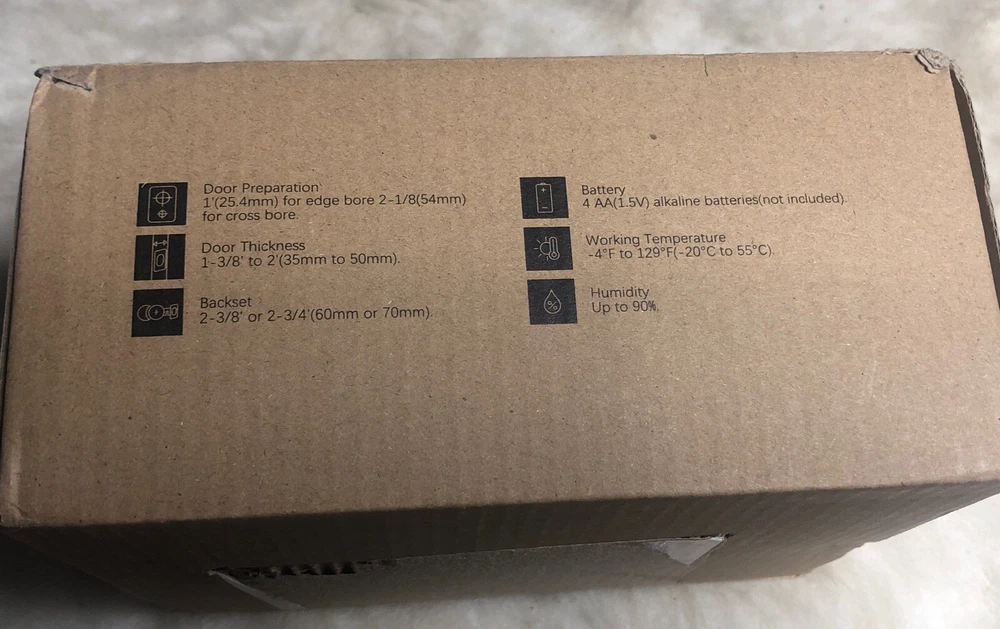 Door Preparation
1'(25.4mm) for edge bore 2-1/8(54mm)
for cross bore.
Door Thickness
1-3/8' to 2'(35mm to 50mm).
Backset
2-3/8' or 2-3/4'(60mm or 70mm).
Battery
4 AA(1.5V) alkaline batteries(not included).
Working Temperature
-4°F to 129°F(-20°C to 55°C).
Humidity
Up to 90%.